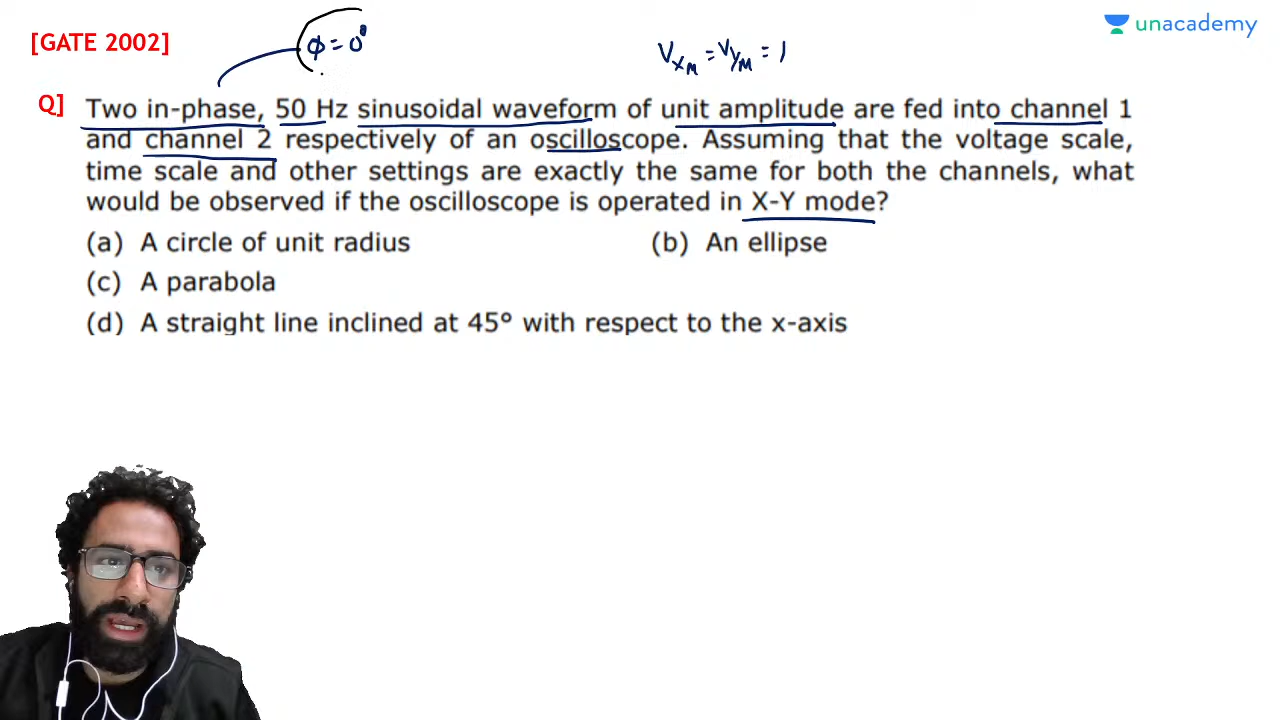 [GATE 2002]
ϕ = 0°
V_XM = V_YM = 1
unacademy
Q] Two in-phase, 50 Hz sinusoidal waveform of unit amplitude are fed into channel 1
and channel 2 respectively of an oscilloscope. Assuming that the voltage scale,
time scale and other settings are exactly the same for both the channels, what
would be observed if the oscilloscope is operated in X-Y mode?
(a) A circle of unit radius (b) An ellipse
(c) A parabola
(d) A straight line inclined at 45° with respect to the x-axis